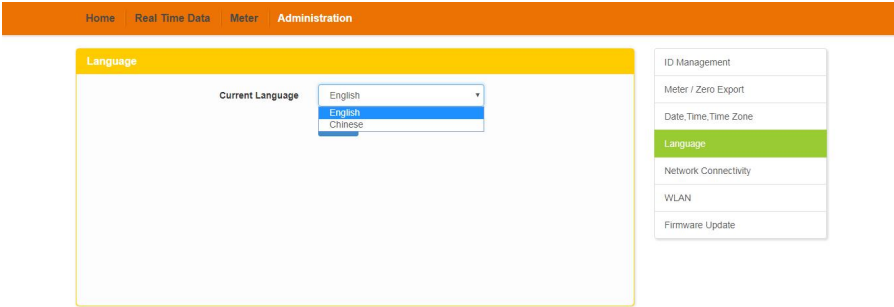 Home Real Time Data Meter Administration
Language
Current Language English
English
Chinese
ID Management
Meter / Zero Export
Date,Time,Time Zone
Language
Network Connectivity
WLAN
Firmware Update